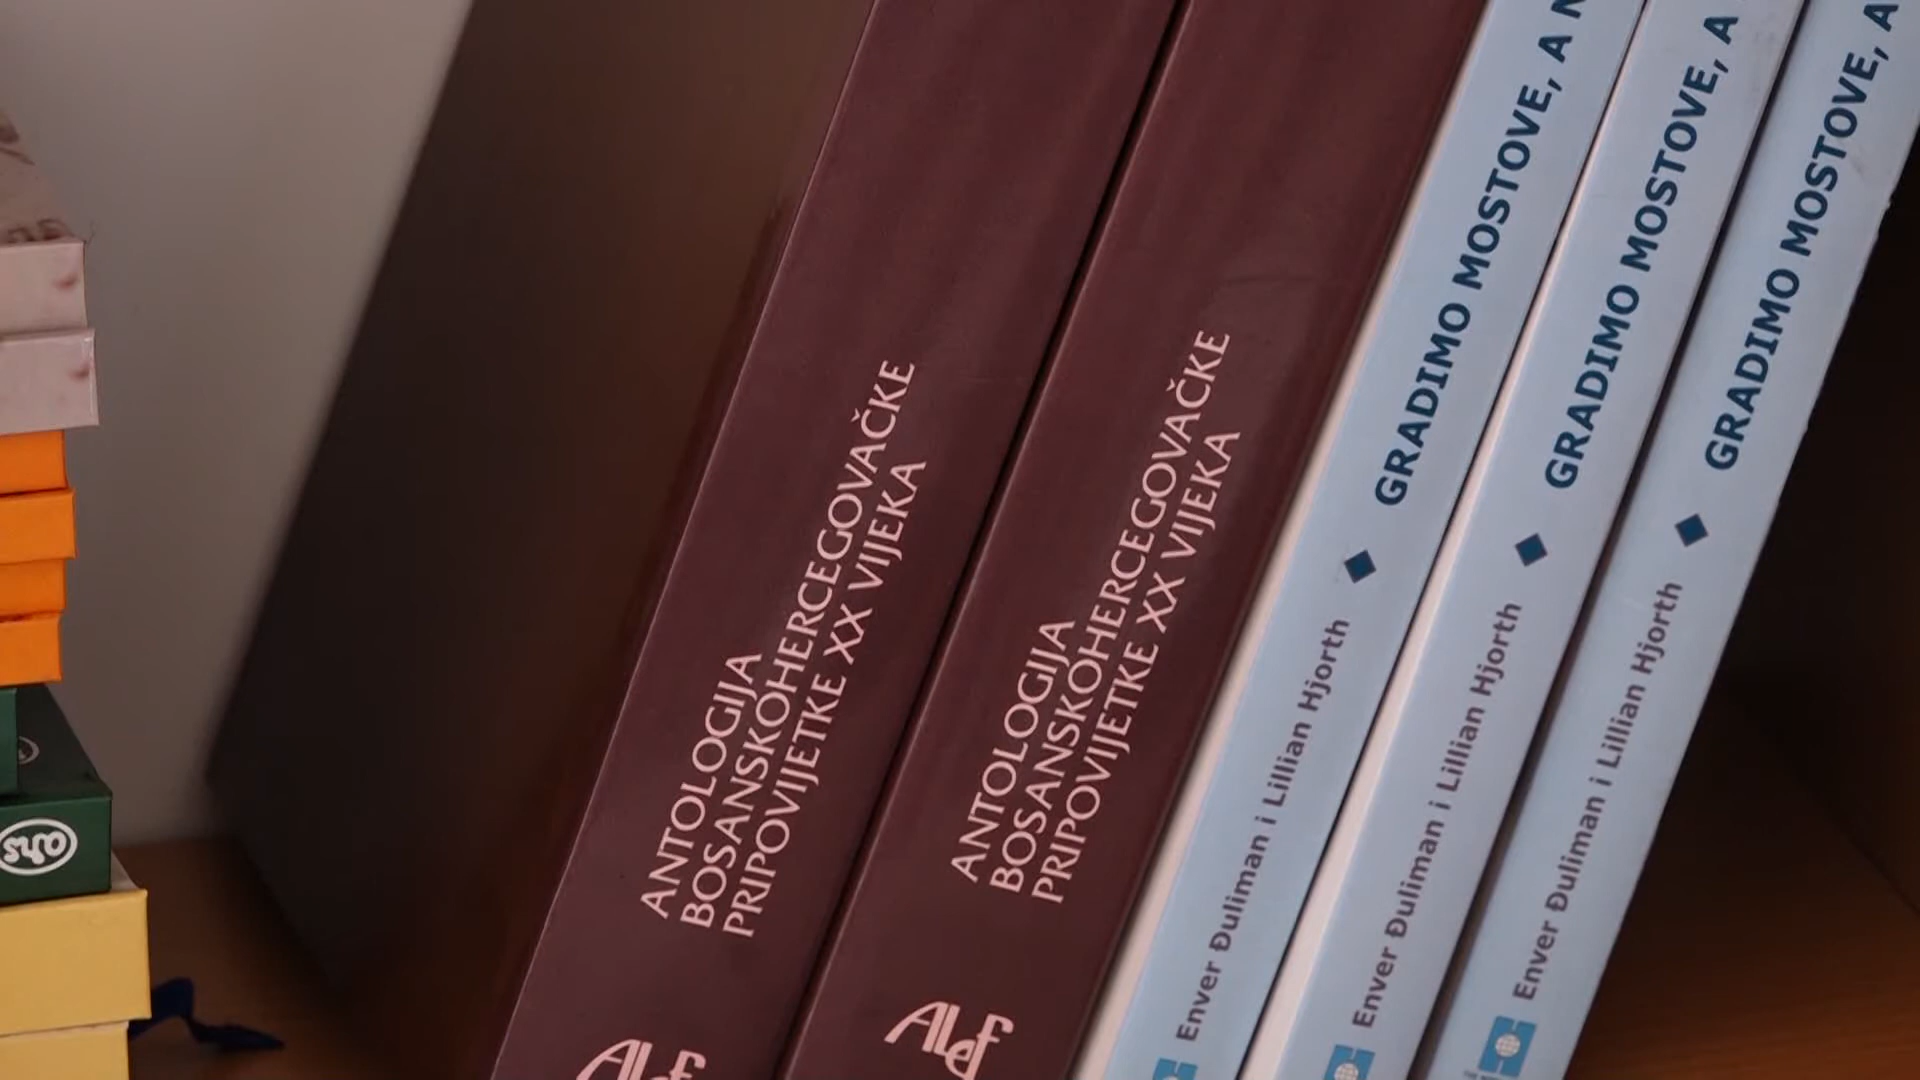 ahs
ANTOLOGIJA
BOSANSKOHERCEGOVAČKE
PRIPOVIJETKE XX VIJEKA
Alef
ANTOLOGIJA
BOSANSKOHERCEGOVAČKE
PRIPOVIJETKE XX VIJEKA
Alef
Enver Đuliman i Lillian Hjorth ◆ GRADIMO MOSTOVE, A N
Enver Đuliman i Lillian Hjorth ◆ GRADIMO MOSTOVE, A
Enver Đuliman i Lillian Hjorth ◆ GRADIMO MOSTOVE, A